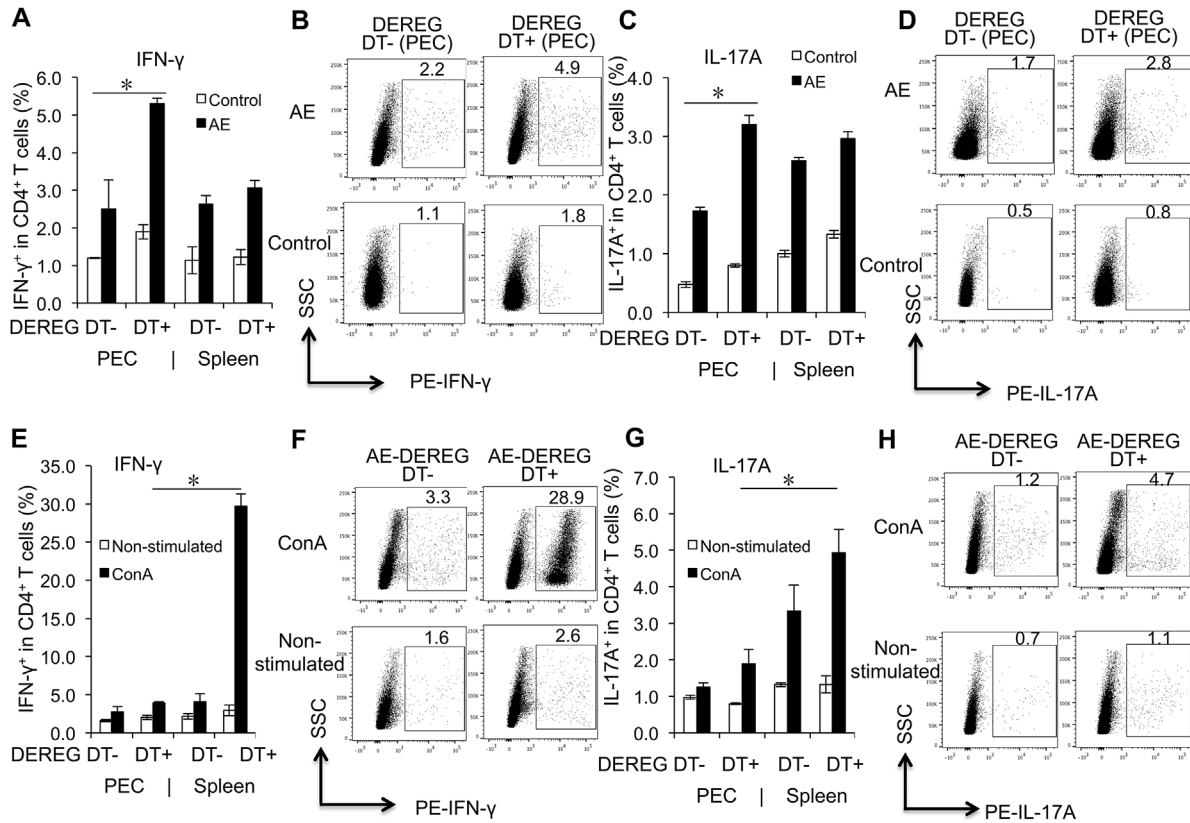 A
IFN-γ
IFN-γ⁺ in CD4⁺ T cells (%)
6.0
5.0
4.0
3.0
2.0
1.0
0.0
*
Control
AE
DEREG DT- DT+ DT- DT+
PEC | Spleen
B
DEREG DEREG
DT- (PEC) DT+ (PEC)
AE
2.2 4.9
Control
1.1 1.8
SSC
PE-IFN-γ
C
IL-17A
IL-17A⁺ in CD4⁺ T cells (%)
4.0
3.0
2.0
1.0
0.0
*
Control
AE
DEREG DT- DT+ DT- DT+
PEC | Spleen
D
DEREG DEREG
DT- (PEC) DT+ (PEC)
AE
1.7 2.8
Control
0.5 0.8
SSC
PE-IL-17A
E
IFN-γ
IFN-γ⁺ in CD4⁺ T cells (%)
35.0
30.0
25.0
20.0
15.0
10.0
5.0
0.0
*
Non-stimulated
ConA
DEREG DT- DT+ DT- DT+
PEC | Spleen
F
AE-DEREG AE-DEREG
DT- DT+
ConA
3.3 28.9
Non-
stimulated
1.6 2.6
SSC
PE-IFN-γ
G
IL-17A
IL-17A⁺ in CD4⁺ T cells (%)
7.0
6.0
5.0
4.0
3.0
2.0
1.0
0.0
*
Non-stimulated
ConA
DEREG DT- DT+ DT- DT+
PEC | Spleen
H
AE-DEREG AE-DEREG
DT- DT+
ConA
1.2 4.7
Non-
stimulated
0.7 1.1
SSC
PE-IL-17A